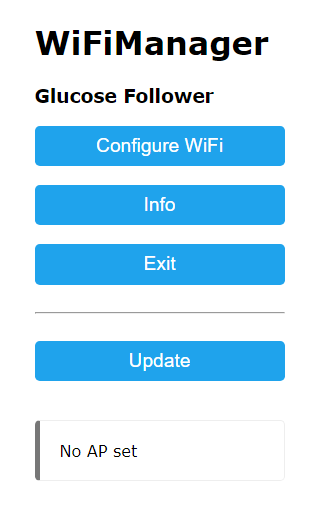 WiFiManager
Glucose Follower
Configure WiFi
Info
Exit
Update
No AP set